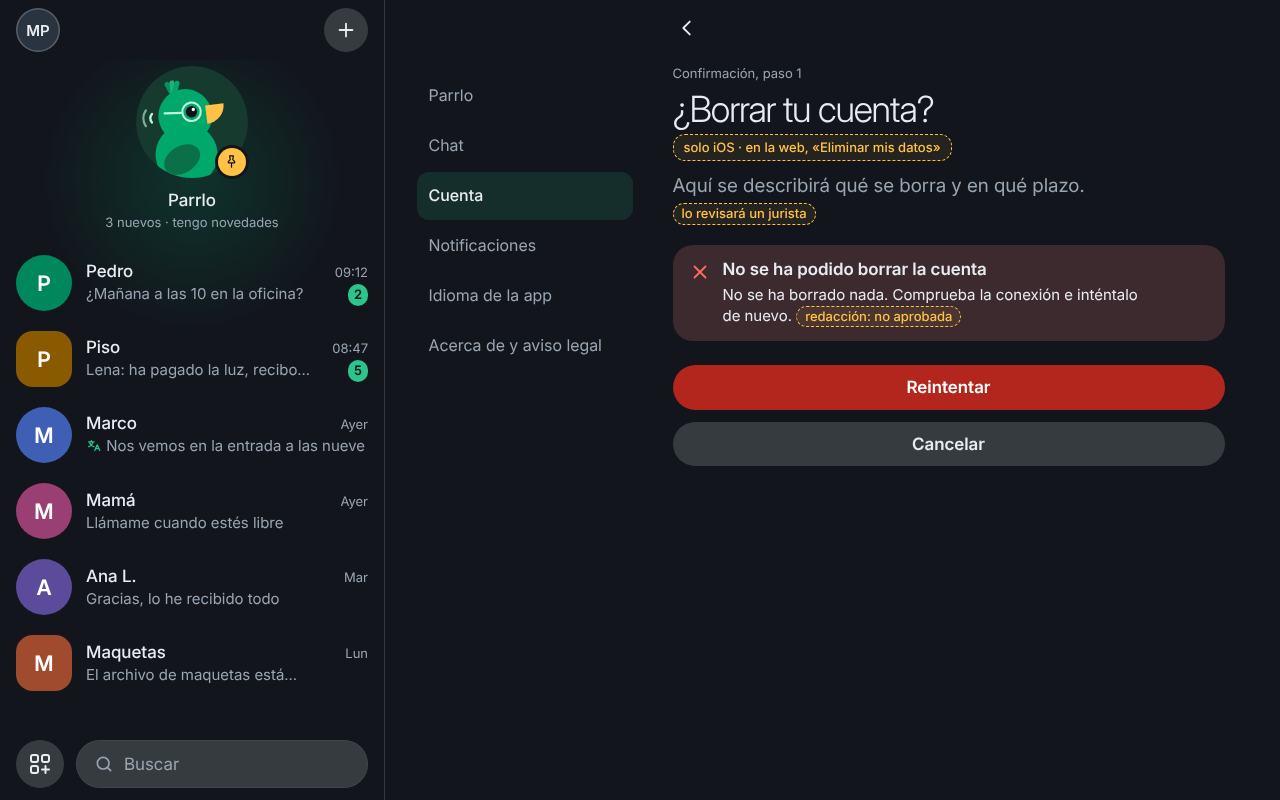 MP
Parrlo
3 nuevos · tengo novedades
P
Pedro
09:12
¿Mañana a las 10 en la oficina?
2
P
Piso
08:47
Lena: ha pagado la luz, recibo...
5
M
Marco
Ayer
Nos vemos en la entrada a las nueve
M
Mamá
Ayer
Llámame cuando estés libre
A
Ana L.
Mar
Gracias, lo he recibido todo
M
Maquetas
Lun
El archivo de maquetas está...
Buscar
Parrlo
Chat
Cuenta
Notificaciones
Idioma de la app
Acerca de y aviso legal
Confirmación, paso 1
¿Borrar tu cuenta?
solo iOS · en la web, «Eliminar mis datos»
Aquí se describirá qué se borra y en qué plazo.
lo revisará un jurista
No se ha podido borrar la cuenta
No se ha borrado nada. Comprueba la conexión e inténtalo
de nuevo. redacción: no aprobada
Reintentar
Cancelar